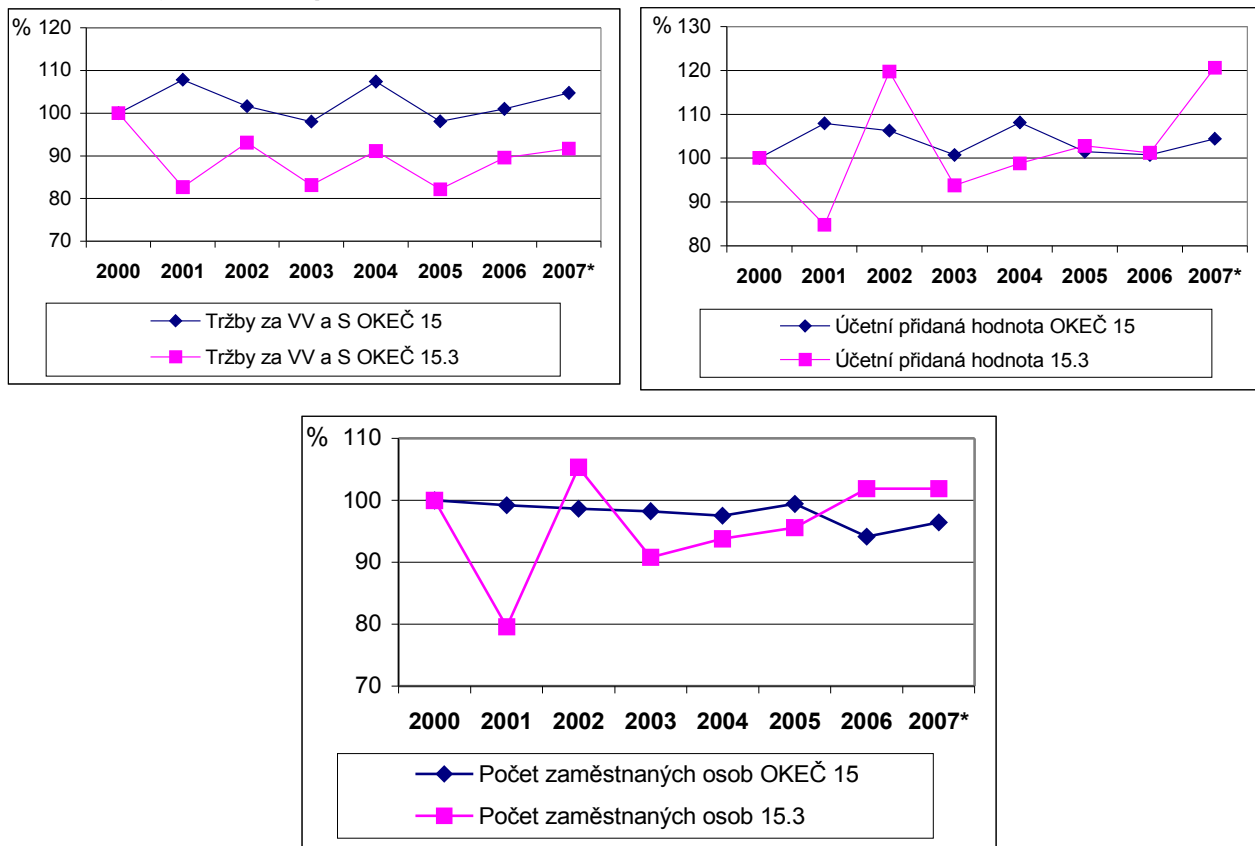 %
120
110
100
90
80
70
2000 2001 2002 2003 2004 2005 2006 2007*
Tržby za VV a S OKEČ 15
Tržby za VV a S OKEČ 15.3
%
130
120
110
100
90
80
2000 2001 2002 2003 2004 2005 2006 2007*
Účetní přidaná hodnota OKEČ 15
Účetní přidaná hodnota 15.3
%
110
100
90
80
70
2000 2001 2002 2003 2004 2005 2006 2007*
Počet zaměstnaných osob OKEČ 15
Počet zaměstnaných osob 15.3